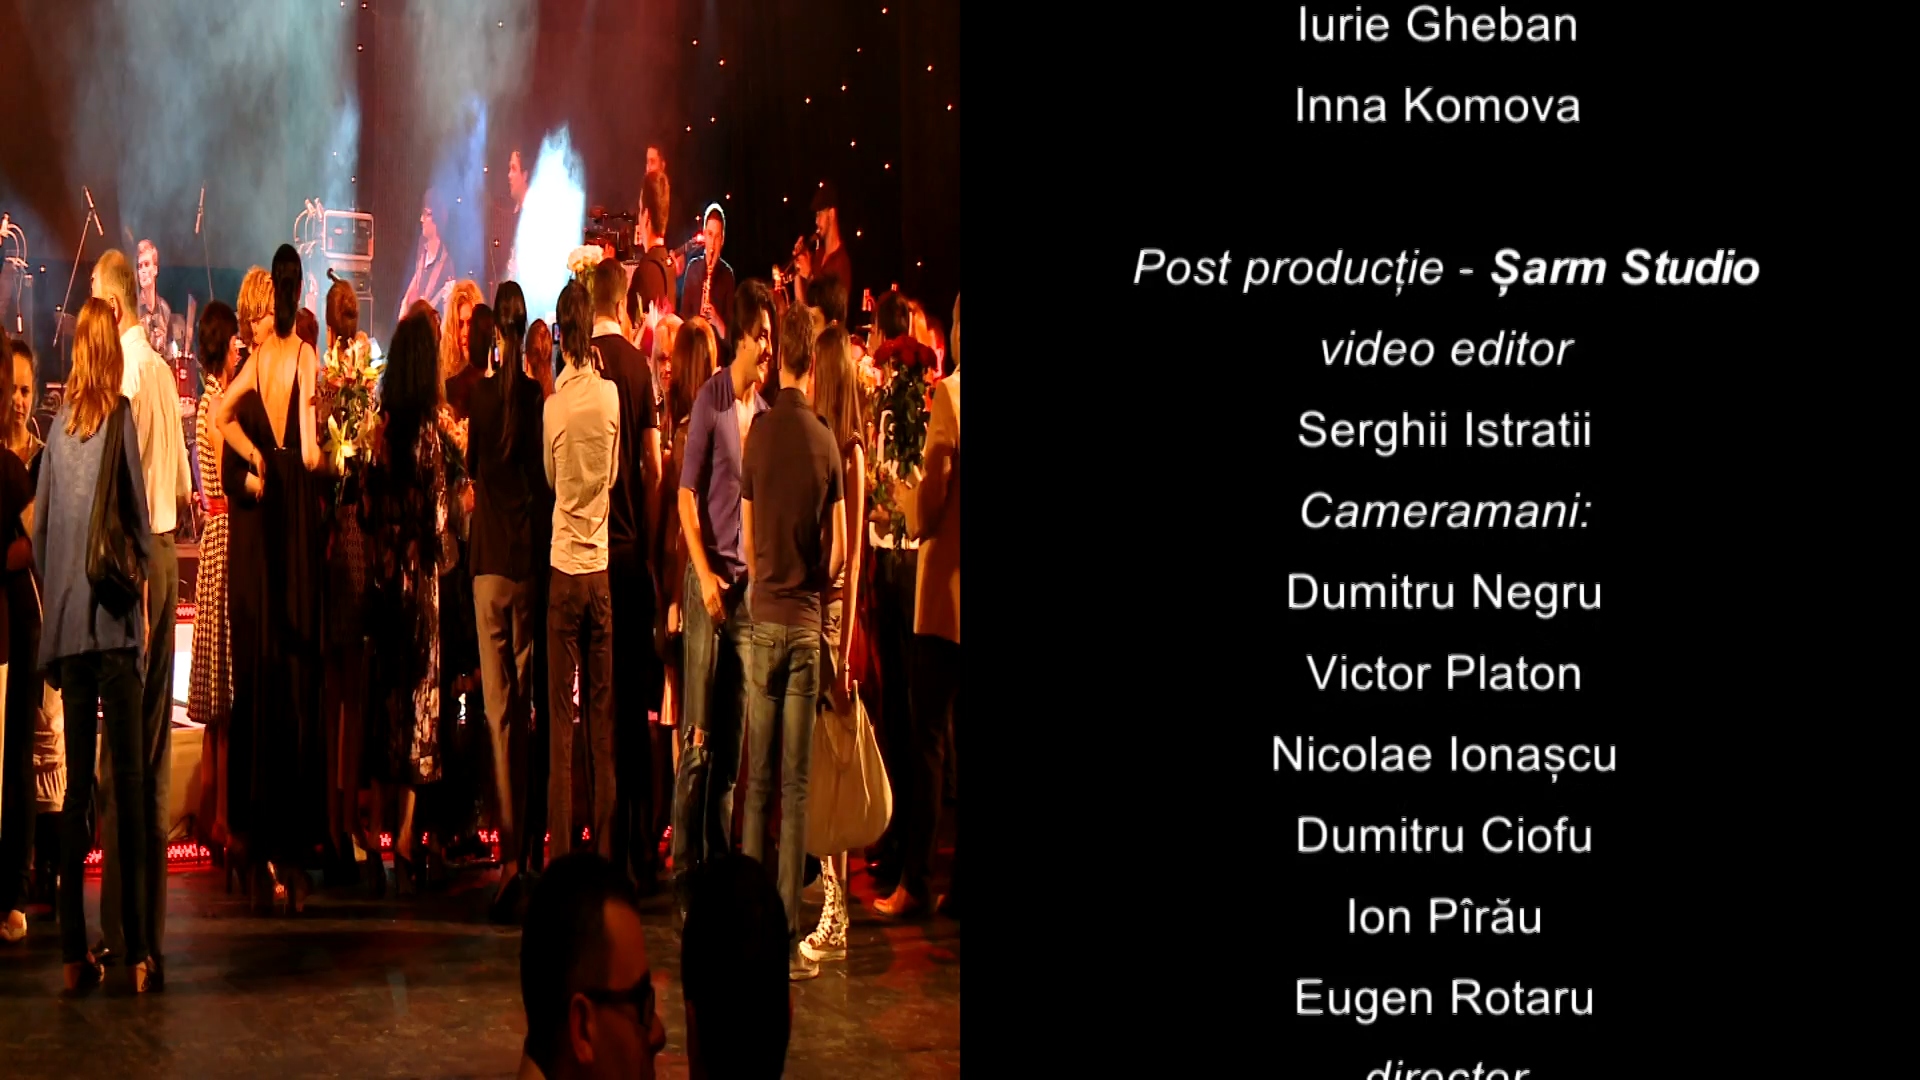 Iurie Gheban
Inna Komova
Post producție - Șarm Studio
video editor
Serghii Istratii
Cameramani:
Dumitru Negru
Victor Platon
Nicolae Ionașcu
Dumitru Ciofu
Ion Pîrău
Eugen Rotaru
director